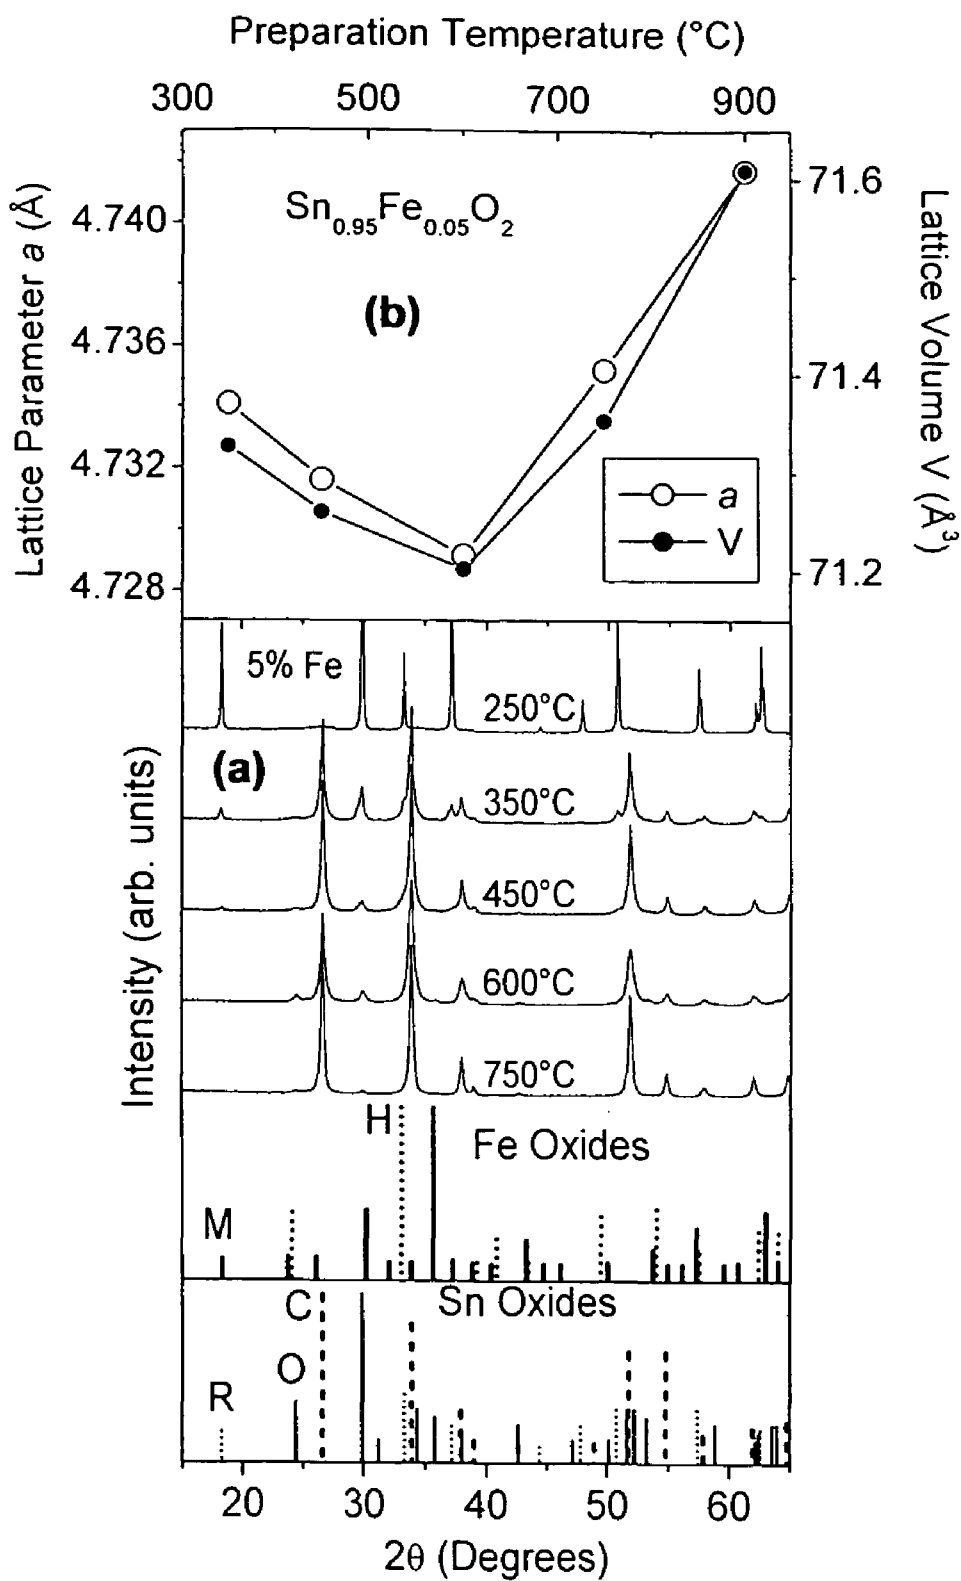 Preparation Temperature (°C)
300 500 700 900
Lattice Parameter a (Å)
4.740
4.736
4.732
4.728
Sn0.95Fe0.05O2
(b)
a
V
71.6
71.4
71.2
Lattice Volume V (Å3)
5% Fe
250°C
(a)
350°C
450°C
600°C
750°C
Intensity (arb. units)
H
Fe Oxides
M
C
Sn Oxides
O
R
20 30 40 50 60
2θ (Degrees)